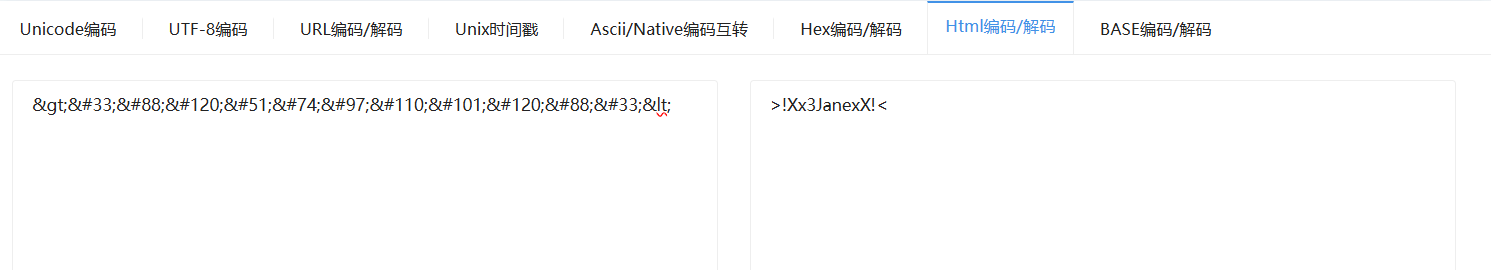 Unicode编码 UTF-8编码 URL编码/解码 Unix时间戳 Ascii/Native编码互转 Hex编码/解码 Html编码/解码 BASE编码/解码
&gt;&#33;&#88;&#120;&#51;&#74;&#97;&#110;&#101;&#120;&#88;&#33;&lt; >!Xx3JanexX!<